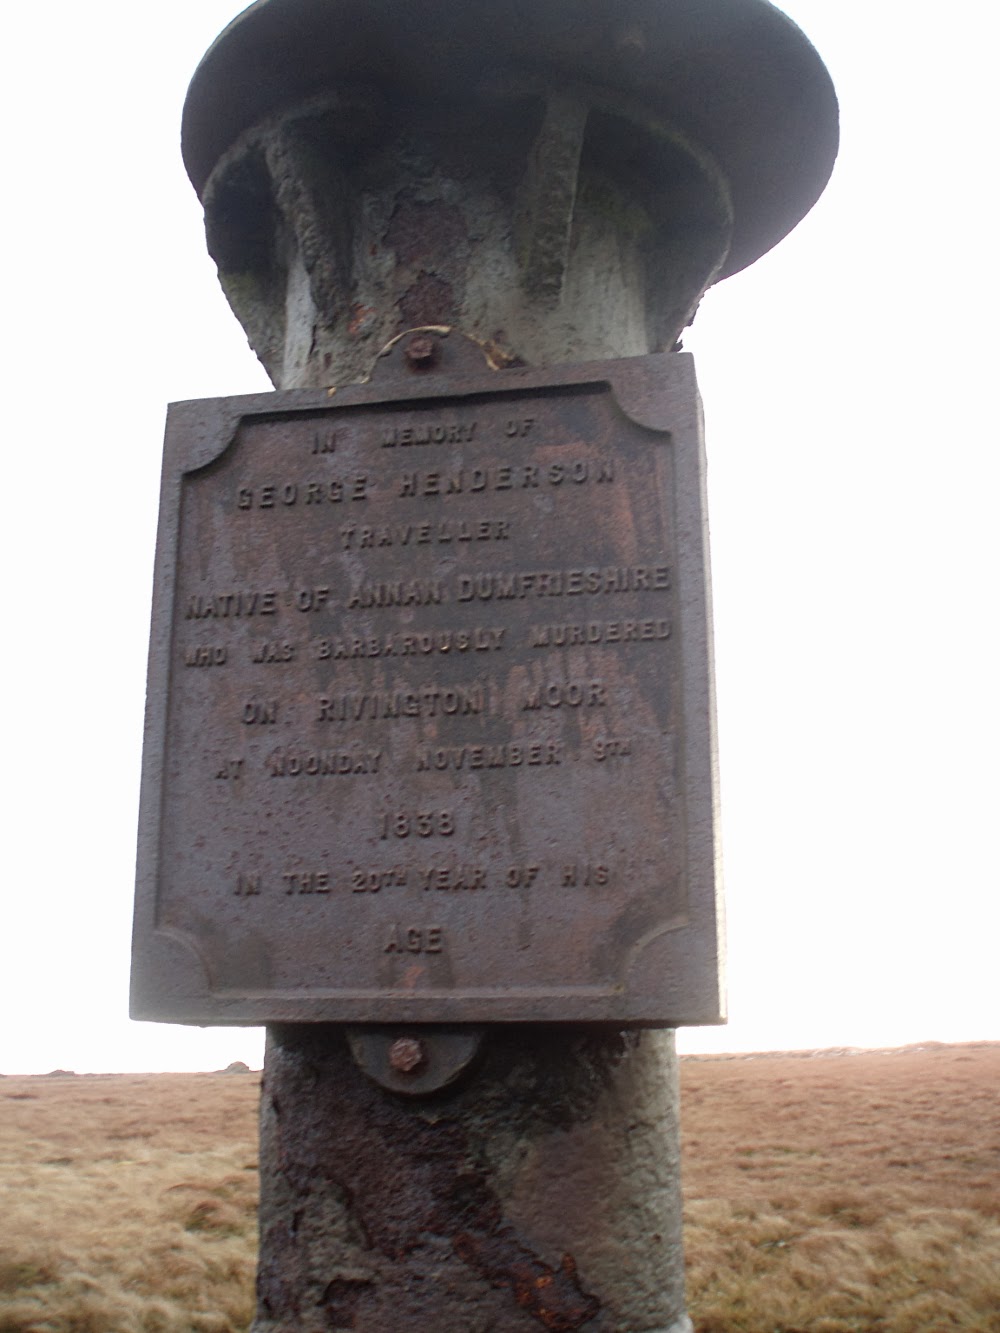 IN MEMORY OF
GEORGE HENDERSON
TRAVELLER
NATIVE OF ANNAN DUMFRIESHIRE
WHO WAS BARBAROUSLY MURDERED
ON RIVINGTON MOOR
AT NOONDAY NOVEMBER 9TH
1838
IN THE 20TH YEAR OF HIS
AGE